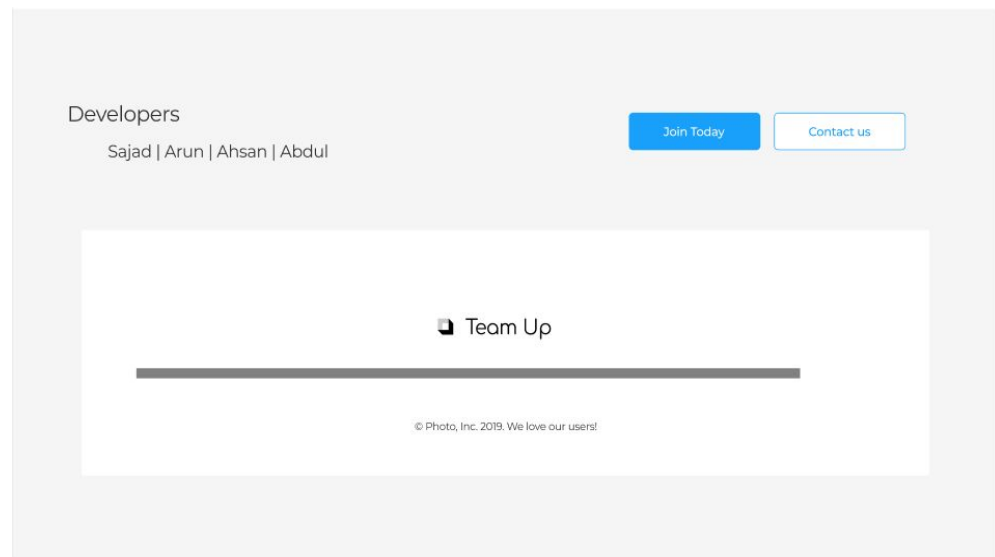 Developers
Sajad | Arun | Ahsan | Abdul
Join Today
Contact us
Team Up
© Photo, Inc. 2019. We love our users!